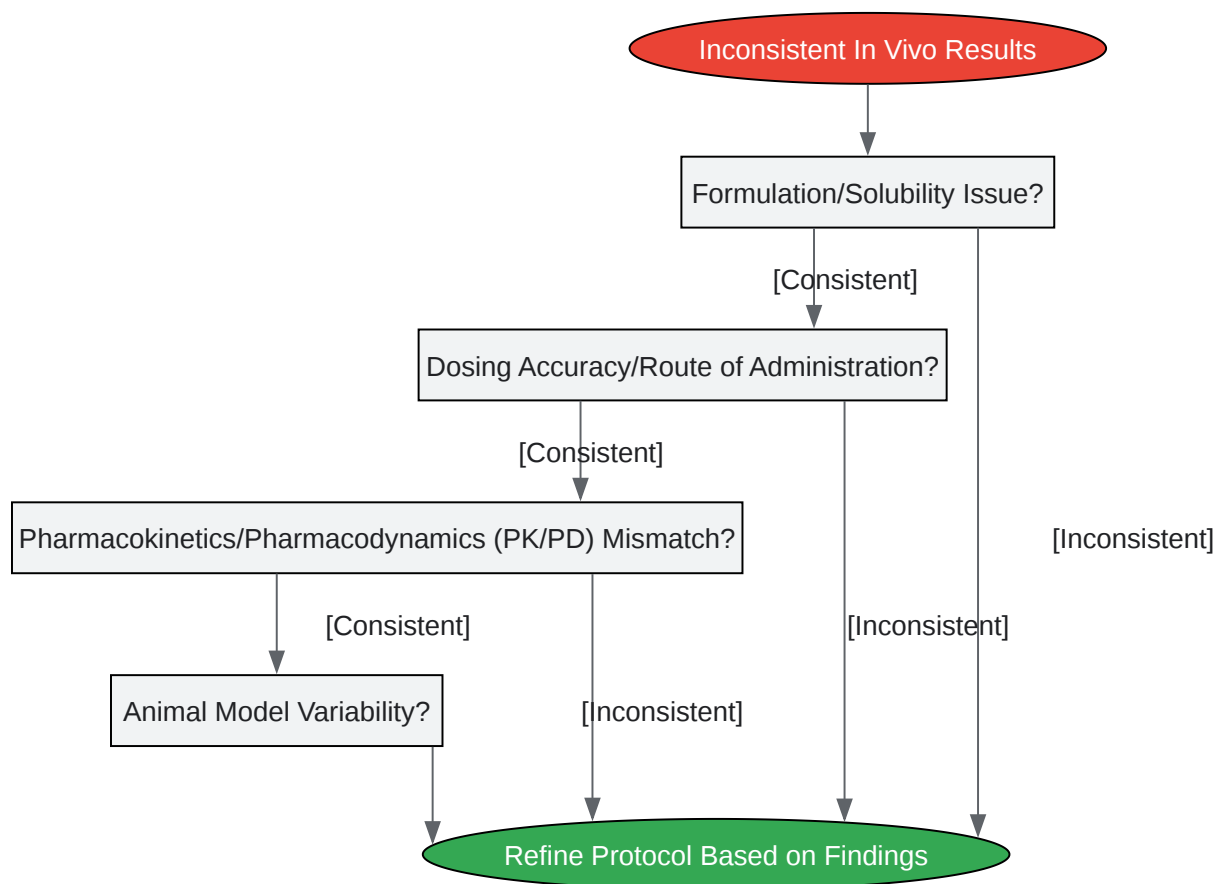 Inconsistent In Vivo Results
Formulation/Solubility Issue?
[Consistent]
Dosing Accuracy/Route of Administration?
[Consistent]
Pharmacokinetics/Pharmacodynamics (PK/PD) Mismatch?
[Inconsistent]
[Consistent]
[Inconsistent]
Animal Model Variability?
[Inconsistent]
Refine Protocol Based on Findings